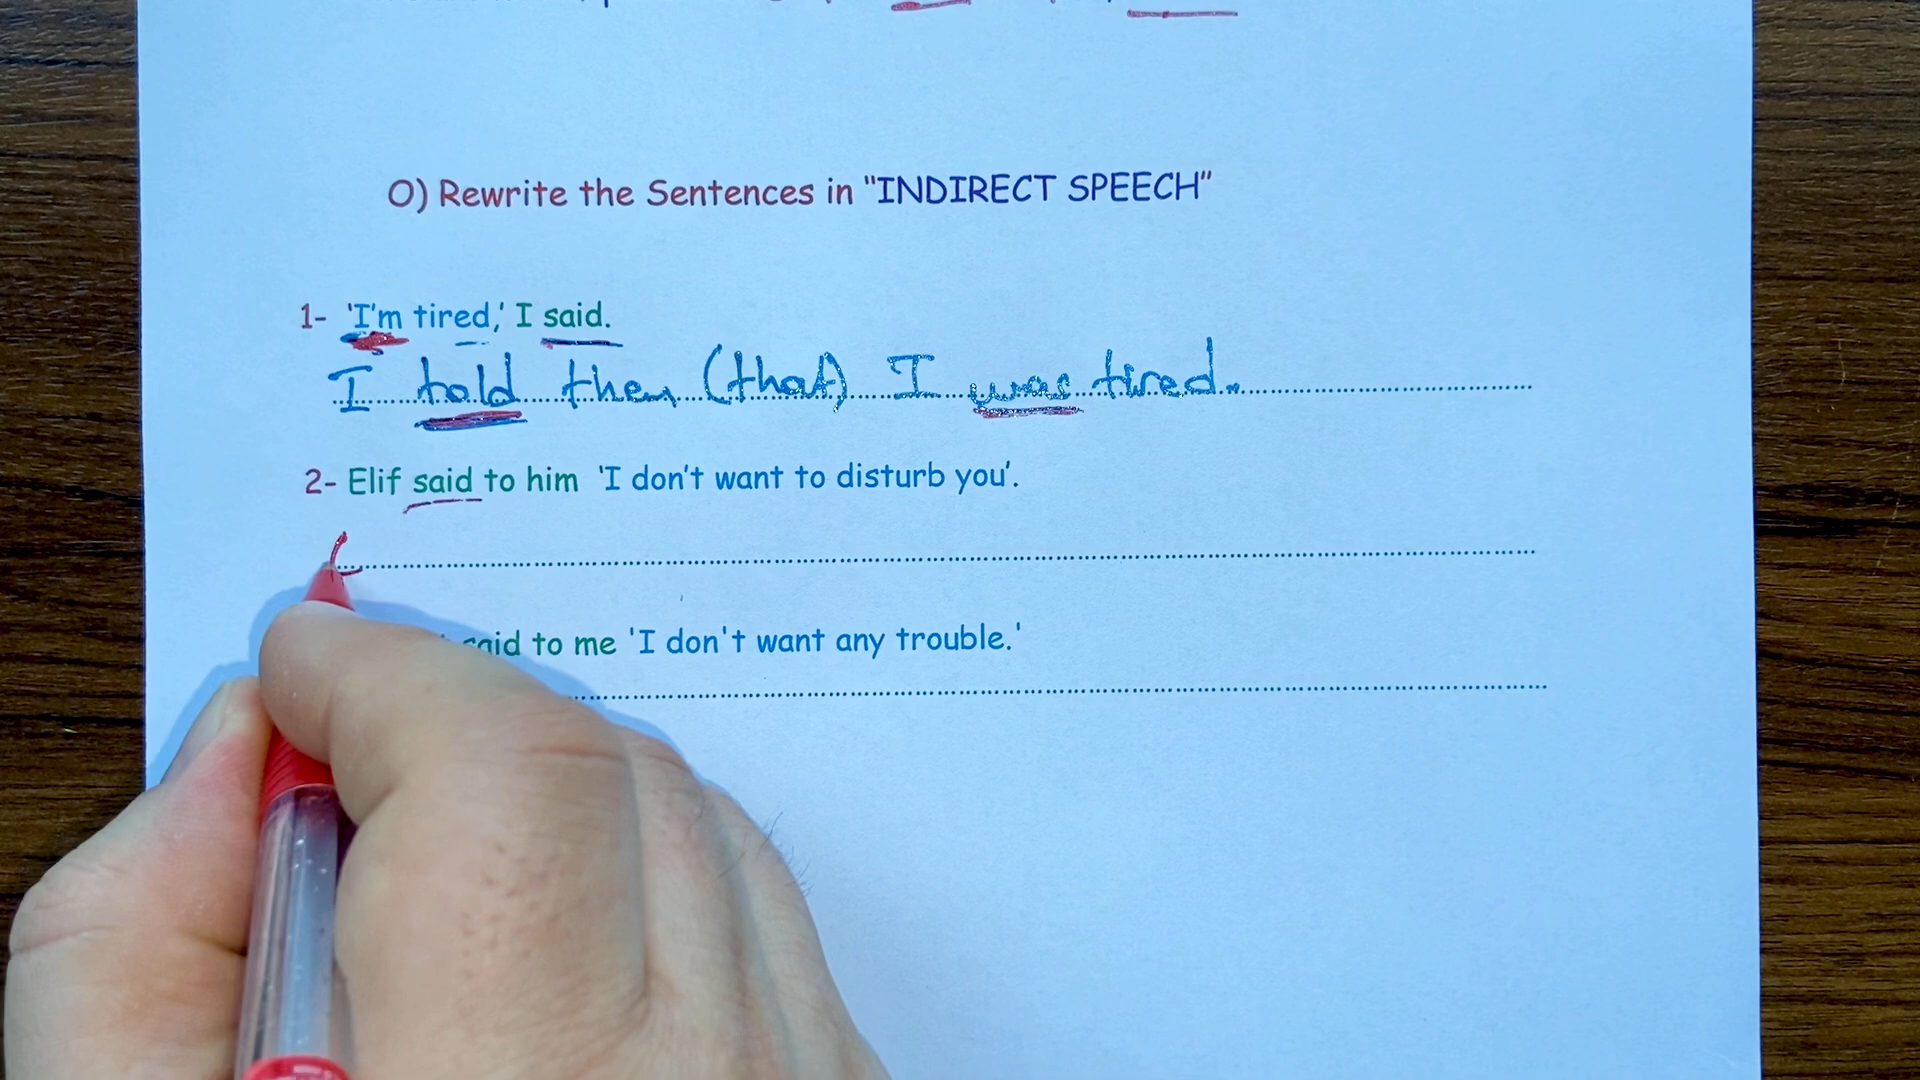 O) Rewrite the Sentences in "INDIRECT SPEECH"
1- 'I'm tired,' I said.
I told them (that) I was tired.
2- Elif said to him 'I don't want to disturb you'.
said to me 'I don't want any trouble.'